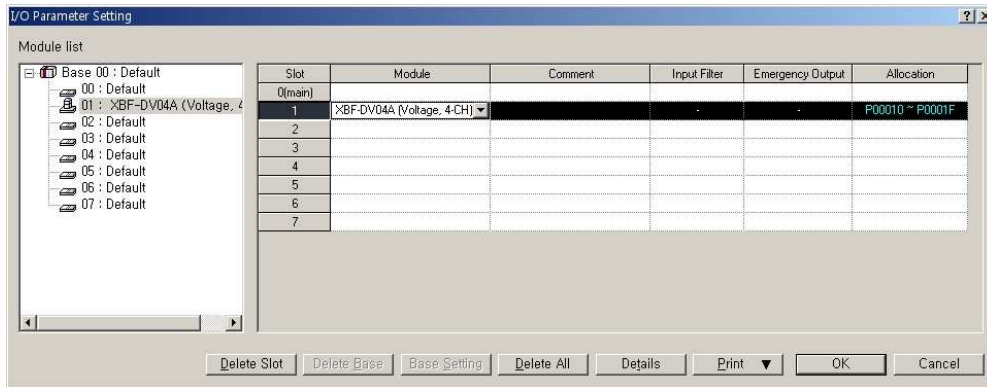 I/O Parameter Setting
Module list
Base 00 : Default
00 : Default
01 : XBF-DV04A (Voltage, 4
02 : Default
03 : Default
04 : Default
05 : Default
06 : Default
07 : Default
Slot Module Comment Input Filter Emergency Output Allocation
0(main)
1 XBF-DV04A (Voltage, 4-CH) - - P00010 ~ P0001F
2
3
4
5
6
7
Delete Slot Delete Base Base Setting Delete All Details Print ▼ OK Cancel